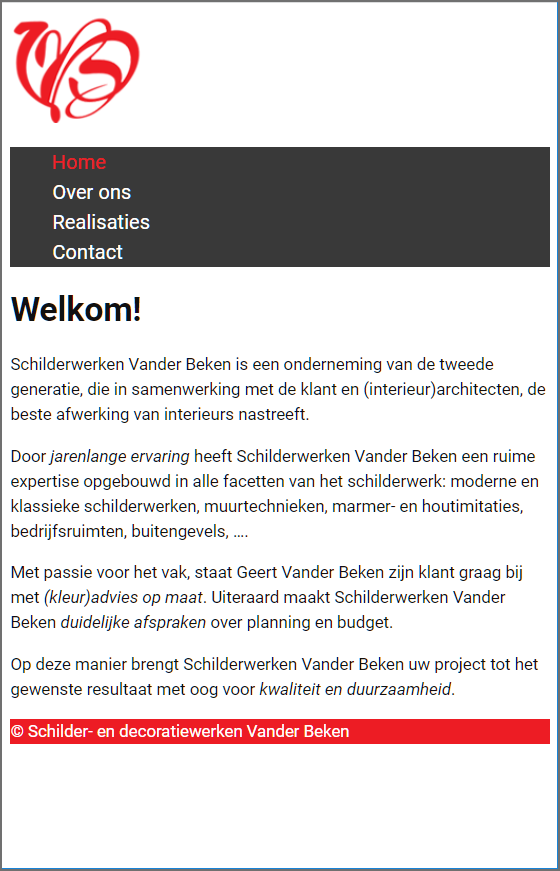 Home
Over ons
Realisaties
Contact
Welkom!
Schilderwerken Vander Beken is een onderneming van de tweede
generatie, die in samenwerking met de klant en (interieur)architecten, de
beste afwerking van interieurs nastreeft.
Door jarenlange ervaring heeft Schilderwerken Vander Beken een ruime
expertise opgebouwd in alle facetten van het schilderwerk: moderne en
klassieke schilderwerken, muurtechnieken, marmer- en houtimitaties,
bedrijfsruimten, buitengevels, ....
Met passie voor het vak, staat Geert Vander Beken zijn klant graag bij
met (kleur)advies op maat. Uiteraard maakt Schilderwerken Vander
Beken duidelijke afspraken over planning en budget.
Op deze manier brengt Schilderwerken Vander Beken uw project tot het
gewenste resultaat met oog voor kwaliteit en duurzaamheid.
© Schilder- en decoratiewerken Vander Beken